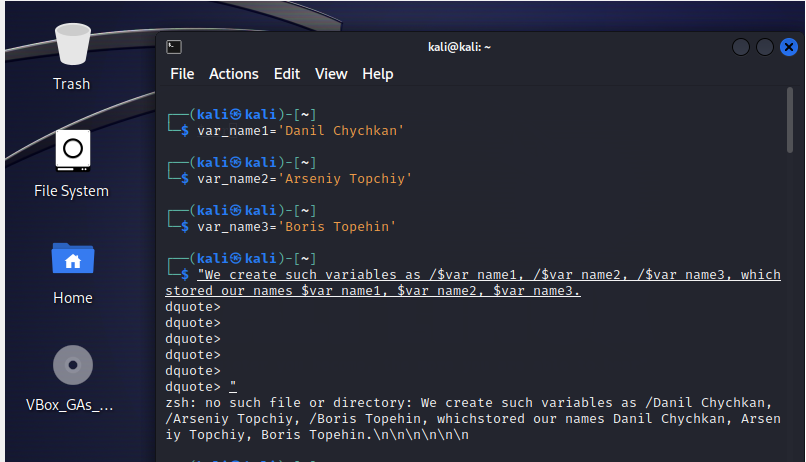 Trash
File System
Home
VBox_GAs_...
kali@kali: ~
File Actions Edit View Help
┌──(kali㉿kali)-[~]
└─$ var_name1='Danil Chychkan'
┌──(kali㉿kali)-[~]
└─$ var_name2='Arseniy Topchiy'
┌──(kali㉿kali)-[~]
└─$ var_name3='Boris Topehin'
┌──(kali㉿kali)-[~]
└─$ "We create such variables as /$var_name1, /$var_name2, /$var_name3, which
stored our names $var_name1, $var_name2, $var_name3.
dquote>
dquote>
dquote>
dquote>
dquote>
dquote> "
zsh: no such file or directory: We create such variables as /Danil Chychkan,
/Arseniy Topchiy, /Boris Topehin, whichstored our names Danil Chychkan, Arsen
iy Topchiy, Boris Topehin.\n\n\n\n\n\n